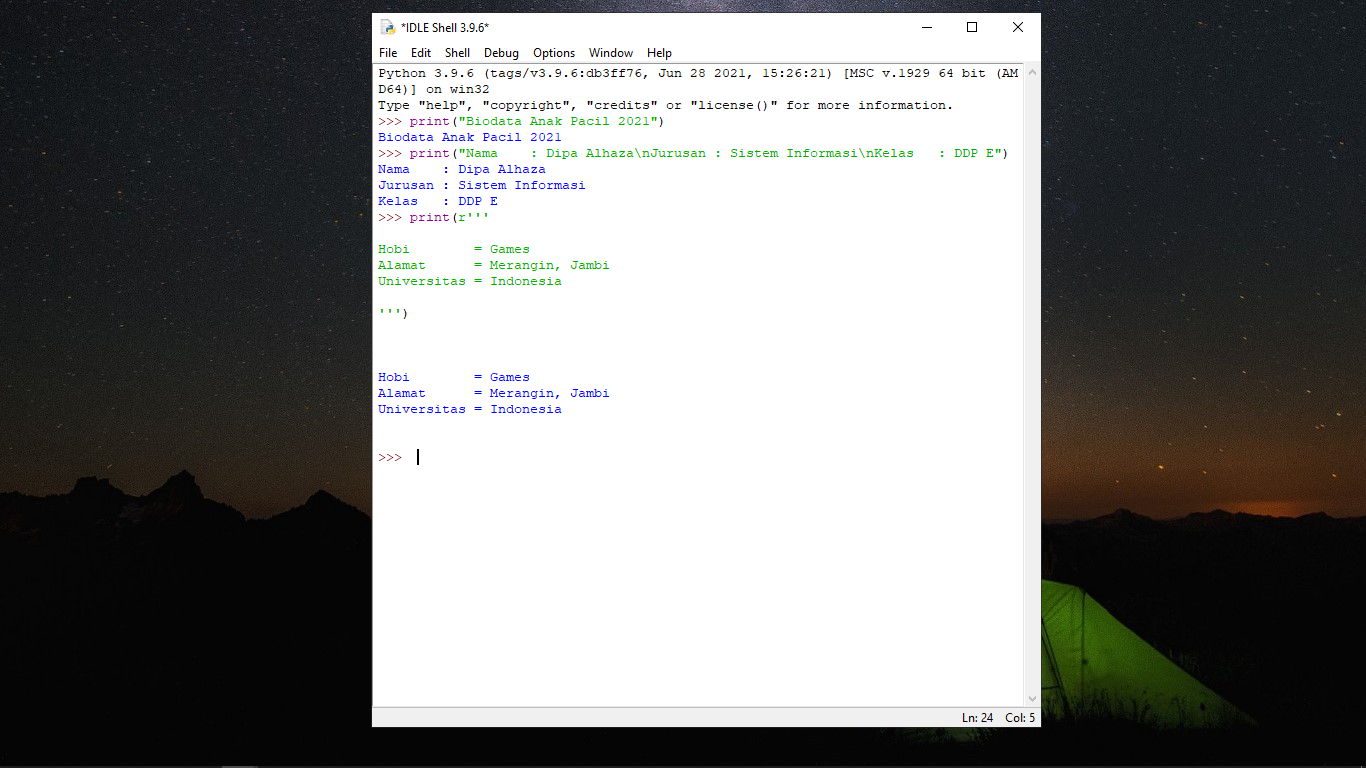 *IDLE Shell 3.9.6*
File Edit Shell Debug Options Window Help
Python 3.9.6 (tags/v3.9.6:db3ff76, Jun 28 2021, 15:26:21) [MSC v.1929 64 bit (AM
D64)] on win32
Type "help", "copyright", "credits" or "license()" for more information.
>>> print("Biodata Anak Pacil 2021")
Biodata Anak Pacil 2021
>>> print("Nama    : Dipa Alhaza\nJurusan : Sistem Informasi\nKelas   : DDP E")
Nama    : Dipa Alhaza
Jurusan : Sistem Informasi
Kelas   : DDP E
>>> print(r'''
Hobi        = Games
Alamat      = Merangin, Jambi
Universitas = Indonesia
''')
Hobi        = Games
Alamat      = Merangin, Jambi
Universitas = Indonesia
>>>
Ln: 24 Col: 5